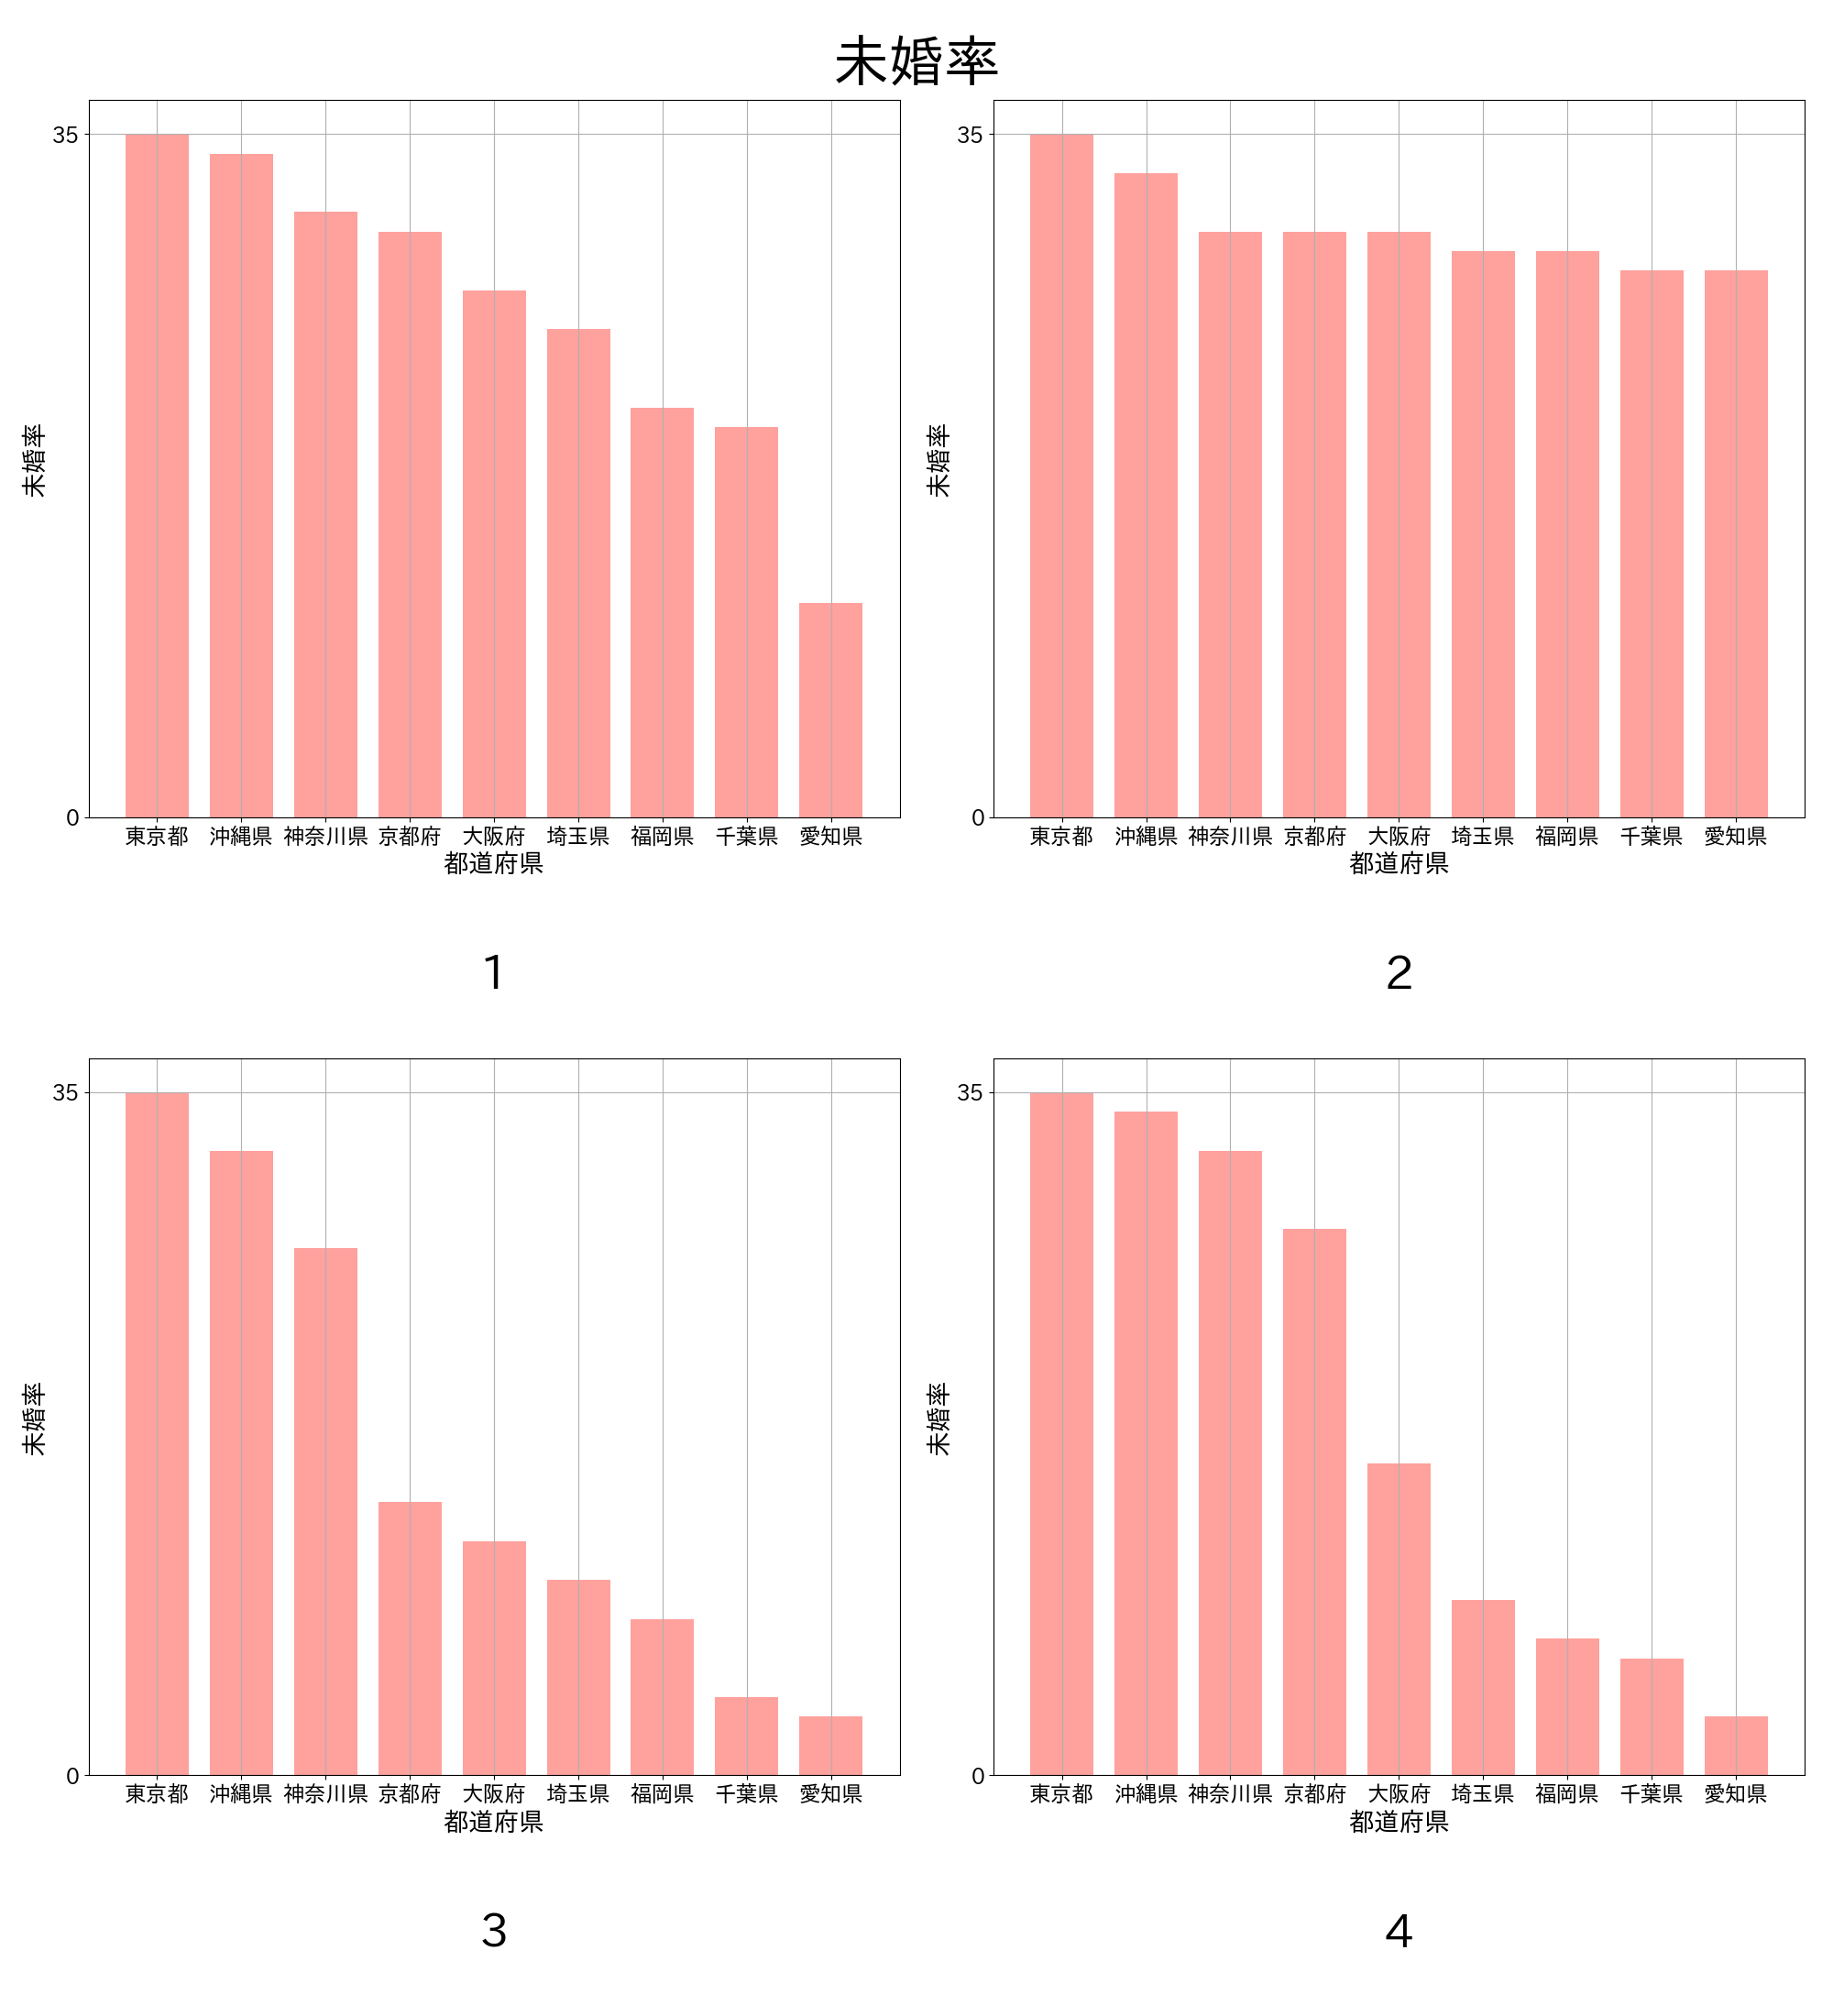 未婚率
35
0
未婚率
東京都 沖縄県 神奈川県 京都府 大阪府 埼玉県 福岡県 千葉県 愛知県
都道府県
1
35
0
未婚率
東京都 沖縄県 神奈川県 京都府 大阪府 埼玉県 福岡県 千葉県 愛知県
都道府県
2
35
0
未婚率
東京都 沖縄県 神奈川県 京都府 大阪府 埼玉県 福岡県 千葉県 愛知県
都道府県
3
35
0
未婚率
東京都 沖縄県 神奈川県 京都府 大阪府 埼玉県 福岡県 千葉県 愛知県
都道府県
4